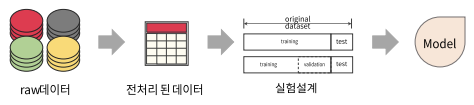 original
dataset
training
test
training
validation
test
Model
raw데이터
전처리 된 데이터
실험설계